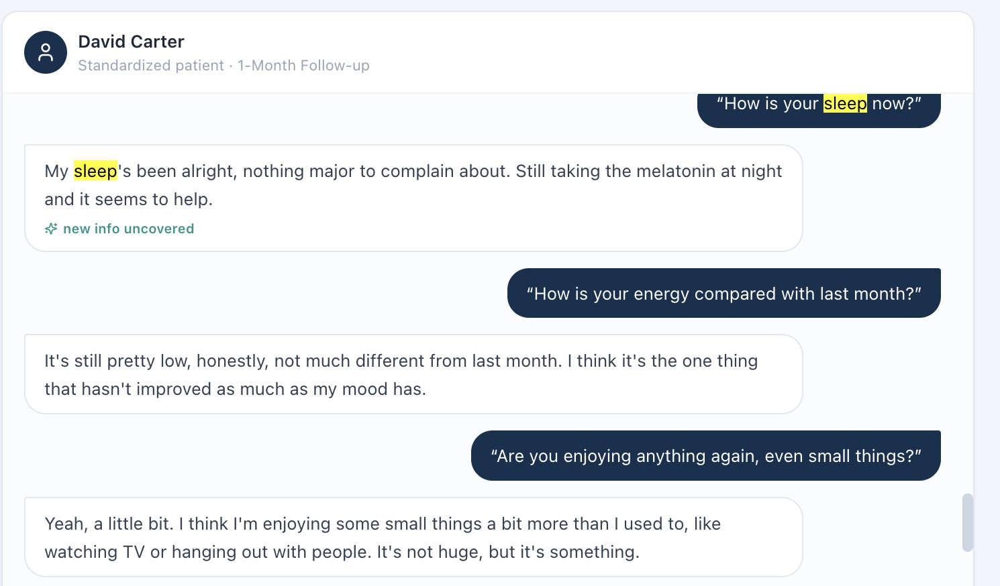 David Carter
Standardized patient · 1-Month Follow-up
“How is your sleep now?”
My sleep's been alright, nothing major to complain about. Still taking the melatonin at night
and it seems to help.
new info uncovered
“How is your energy compared with last month?”
It's still pretty low, honestly, not much different from last month. I think it's the one thing
that hasn't improved as much as my mood has.
“Are you enjoying anything again, even small things?”
Yeah, a little bit. I think I'm enjoying some small things a bit more than I used to, like
watching TV or hanging out with people. It's not huge, but it's something.